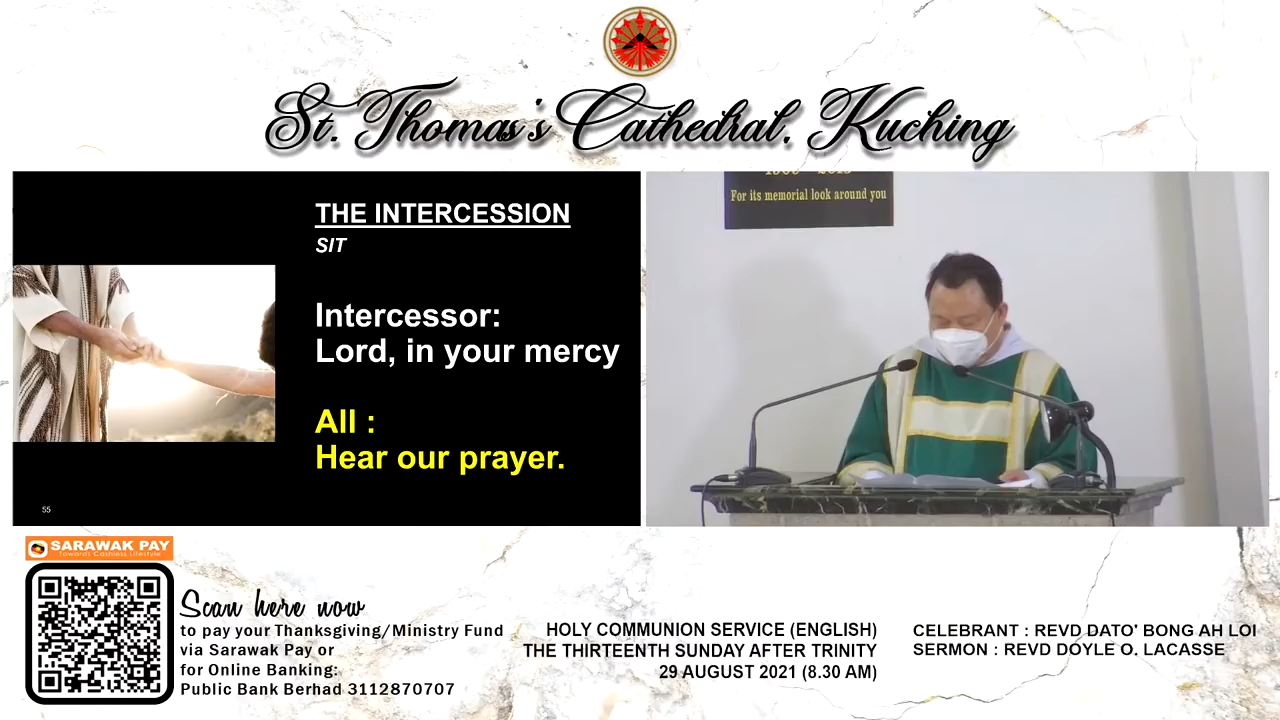 St. Thomas's Cathedral, Kuching
THE INTERCESSION
SIT
Intercessor:
Lord, in your mercy
All :
Hear our prayer.
55
For its memorial look around you
SARAWAK PAY
Towards Cashless Lifestyle
Scan here now
to pay your Thanksgiving/Ministry Fund
via Sarawak Pay or
for Online Banking:
Public Bank Berhad 3112870707
HOLY COMMUNION SERVICE (ENGLISH)
THE THIRTEENTH SUNDAY AFTER TRINITY
29 AUGUST 2021 (8.30 AM)
CELEBRANT : REVD DATO' BONG AH LOI
SERMON : REVD DOYLE O. LACASSE